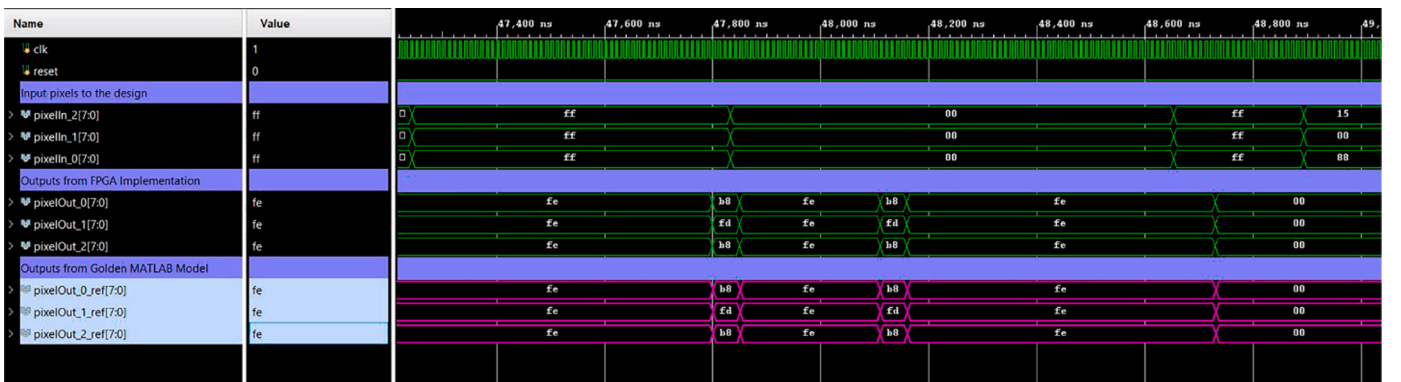 Name Value 47,400 ns 47,600 ns 47,800 ns 48,000 ns 48,200 ns 48,400 ns 48,600 ns 48,800 ns 49,
clk 1
reset 0
Input pixels to the design
pixelIn_2[7:0] ff ff 00 ff 15
pixelIn_1[7:0] ff ff 00 ff 00
pixelIn_0[7:0] ff ff 00 ff 88
Outputs from FPGA Implementation
pixelOut_0[7:0] fe fe b8 fe b8 fe 00
pixelOut_1[7:0] fe fe fd fe fd fe 00
pixelOut_2[7:0] fe fe b8 fe b8 fe 00
Outputs from Golden MATLAB Model
pixelOut_0_ref[7:0] fe fe b8 fe b8 fe 00
pixelOut_1_ref[7:0] fe fe fd fe fd fe 00
pixelOut_2_ref[7:0] fe fe b8 fe b8 fe 00